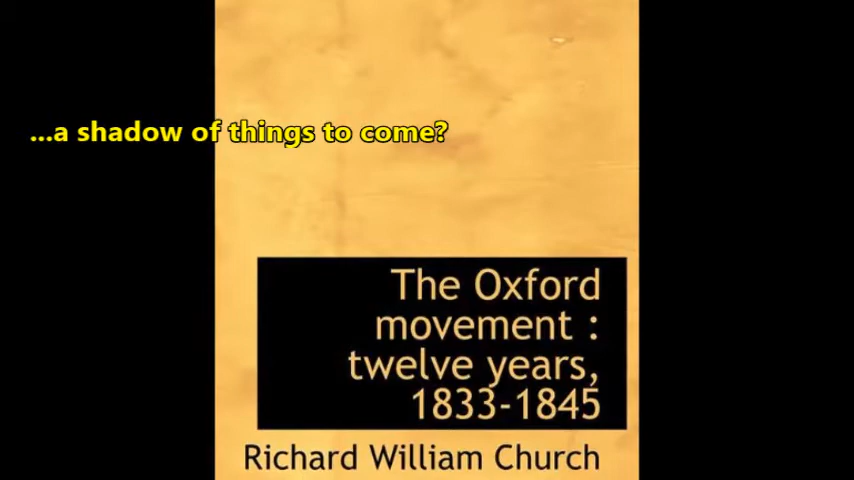 ...a shadow of things to come?
The Oxford
movement :
twelve years,
1833-1845
Richard William Church